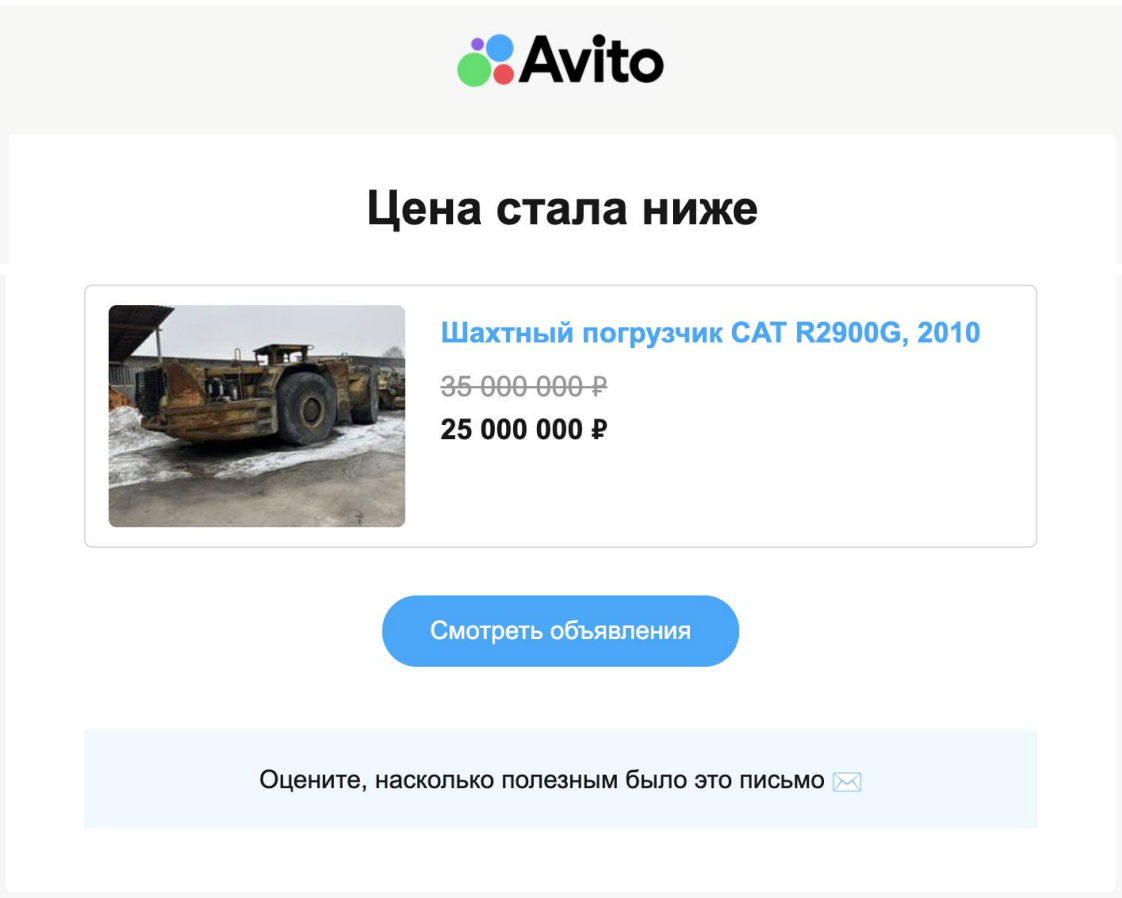 Avito
Цена стала ниже
Шахтный погрузчик CAT R2900G, 2010
35 000 000 ₽
25 000 000 ₽
Смотреть объявления
Оцените, насколько полезным было это письмо ✉️